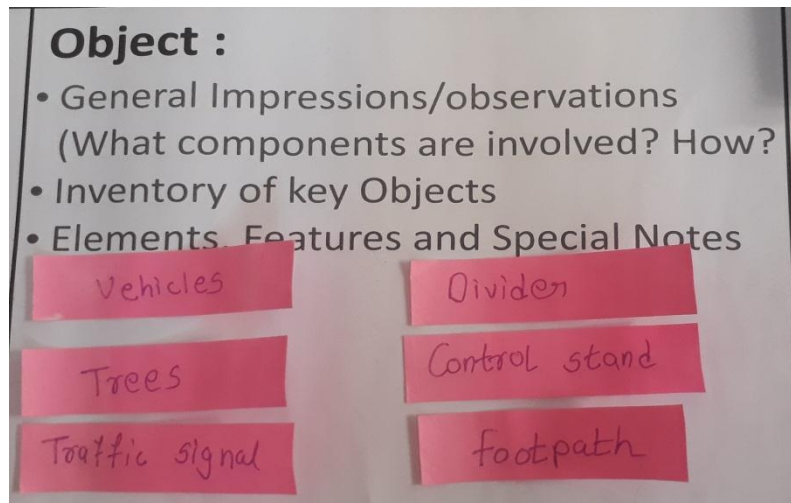 Object :
• General Impressions/observations
(What components are involved? How?
• Inventory of key Objects
• Elements, Features and Special Notes
Vehicles
Divider
Trees
Control stand
Traffic signal
footpath